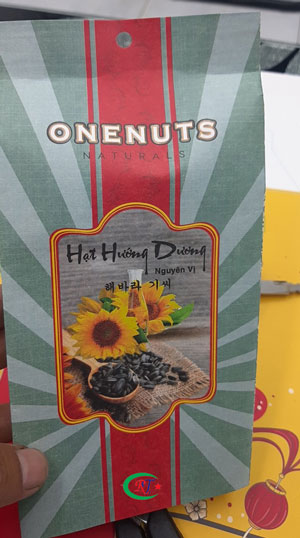 ONENUTS
NATURALS
Hạt Hướng Dương
Nguyên Vị
해바라기씨